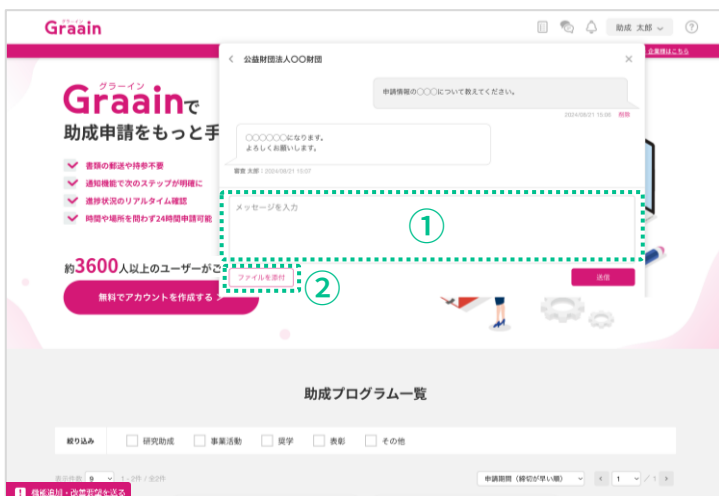 グラーイン
Graain
助成 太郎
?
企業様はこちら
公益財団法人〇〇財団
申請情報の〇〇〇について教えてください。
削除
〇〇〇〇〇〇になります。
よろしくお願いします。
審査 太郎 | 2024/08/21 15:07
メッセージを入力
①
ファイルを添付
②
送信
グラーイン
Graainで
助成申請をもっと手
書類の郵送や持参不要
通知機能で次のステップが明確に
進捗状況のリアルタイム確認
時間や場所を問わず24時間申請可能
約3600人以上のユーザーがご
無料でアカウントを作成する >
助成プログラム一覧
絞り込み
研究助成
事業活動
奨学
表彰
その他
表示件数 9 1 - 2件 / 全2件
申請期間（締切が早い順）
1 / 1
機能追加・改善要望を送る